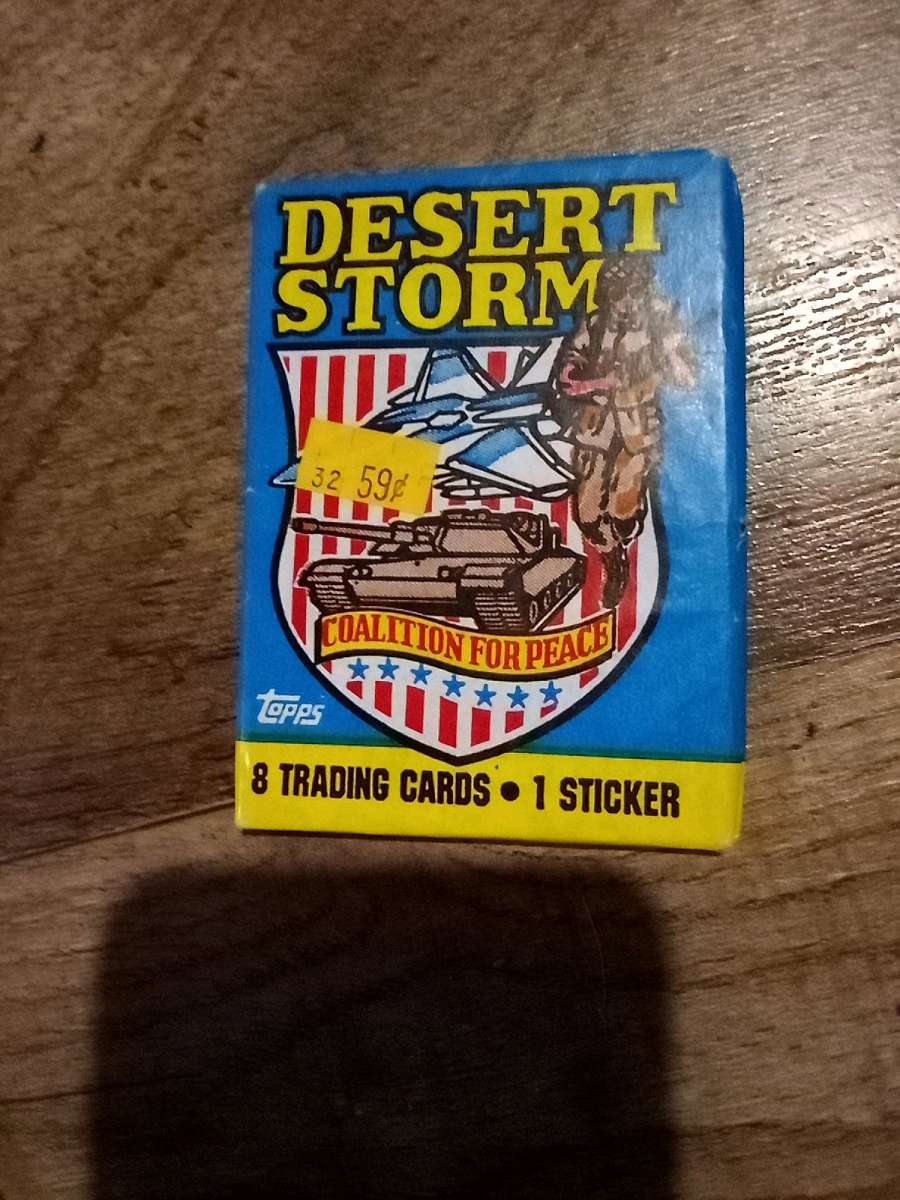 DESERT
STORM
32 59¢
COALITION FOR PEACE
TOPPS
8 TRADING CARDS • 1 STICKER